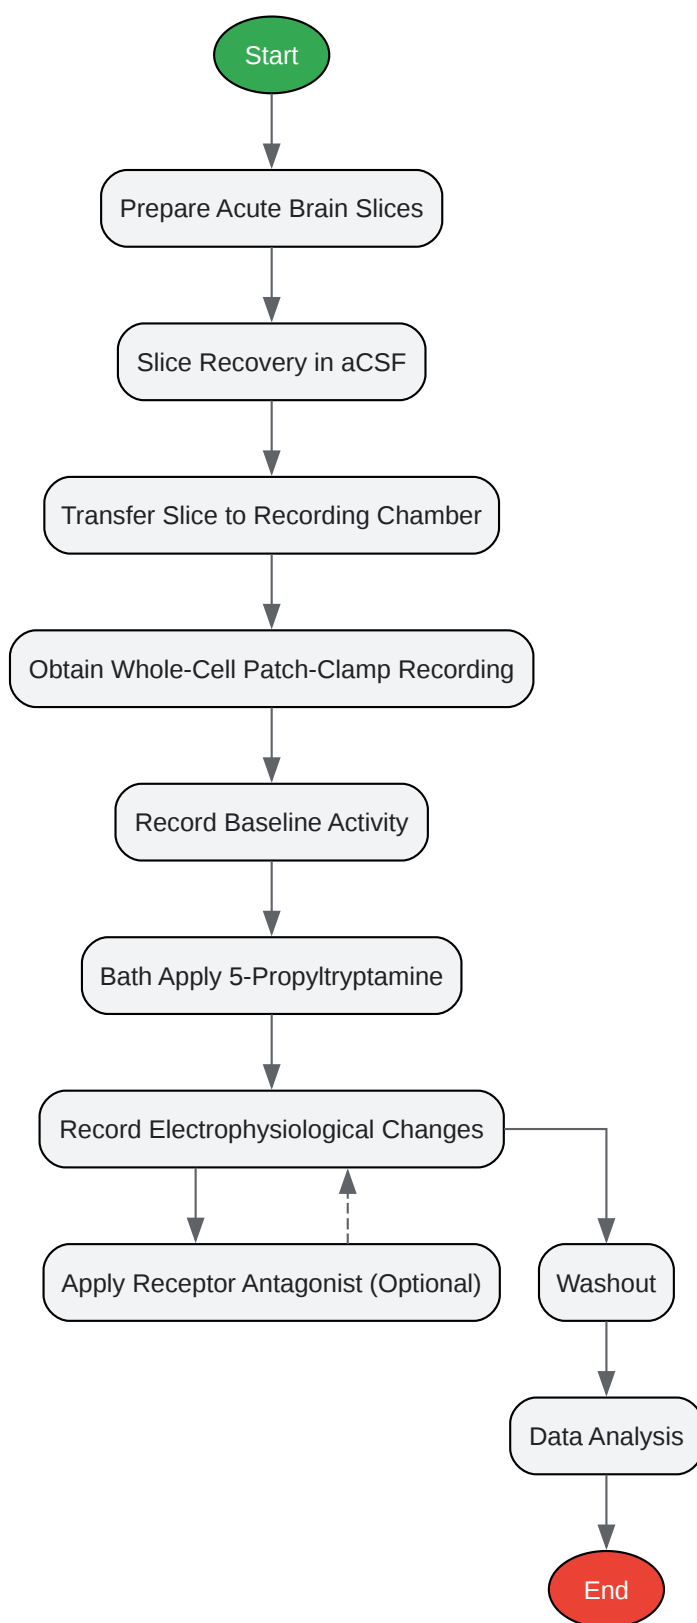 Start
Prepare Acute Brain Slices
Slice Recovery in aCSF
Transfer Slice to Recording Chamber
Obtain Whole-Cell Patch-Clamp Recording
Record Baseline Activity
Bath Apply 5-Propyltryptamine
Record Electrophysiological Changes
Apply Receptor Antagonist (Optional)
Washout
Data Analysis
End